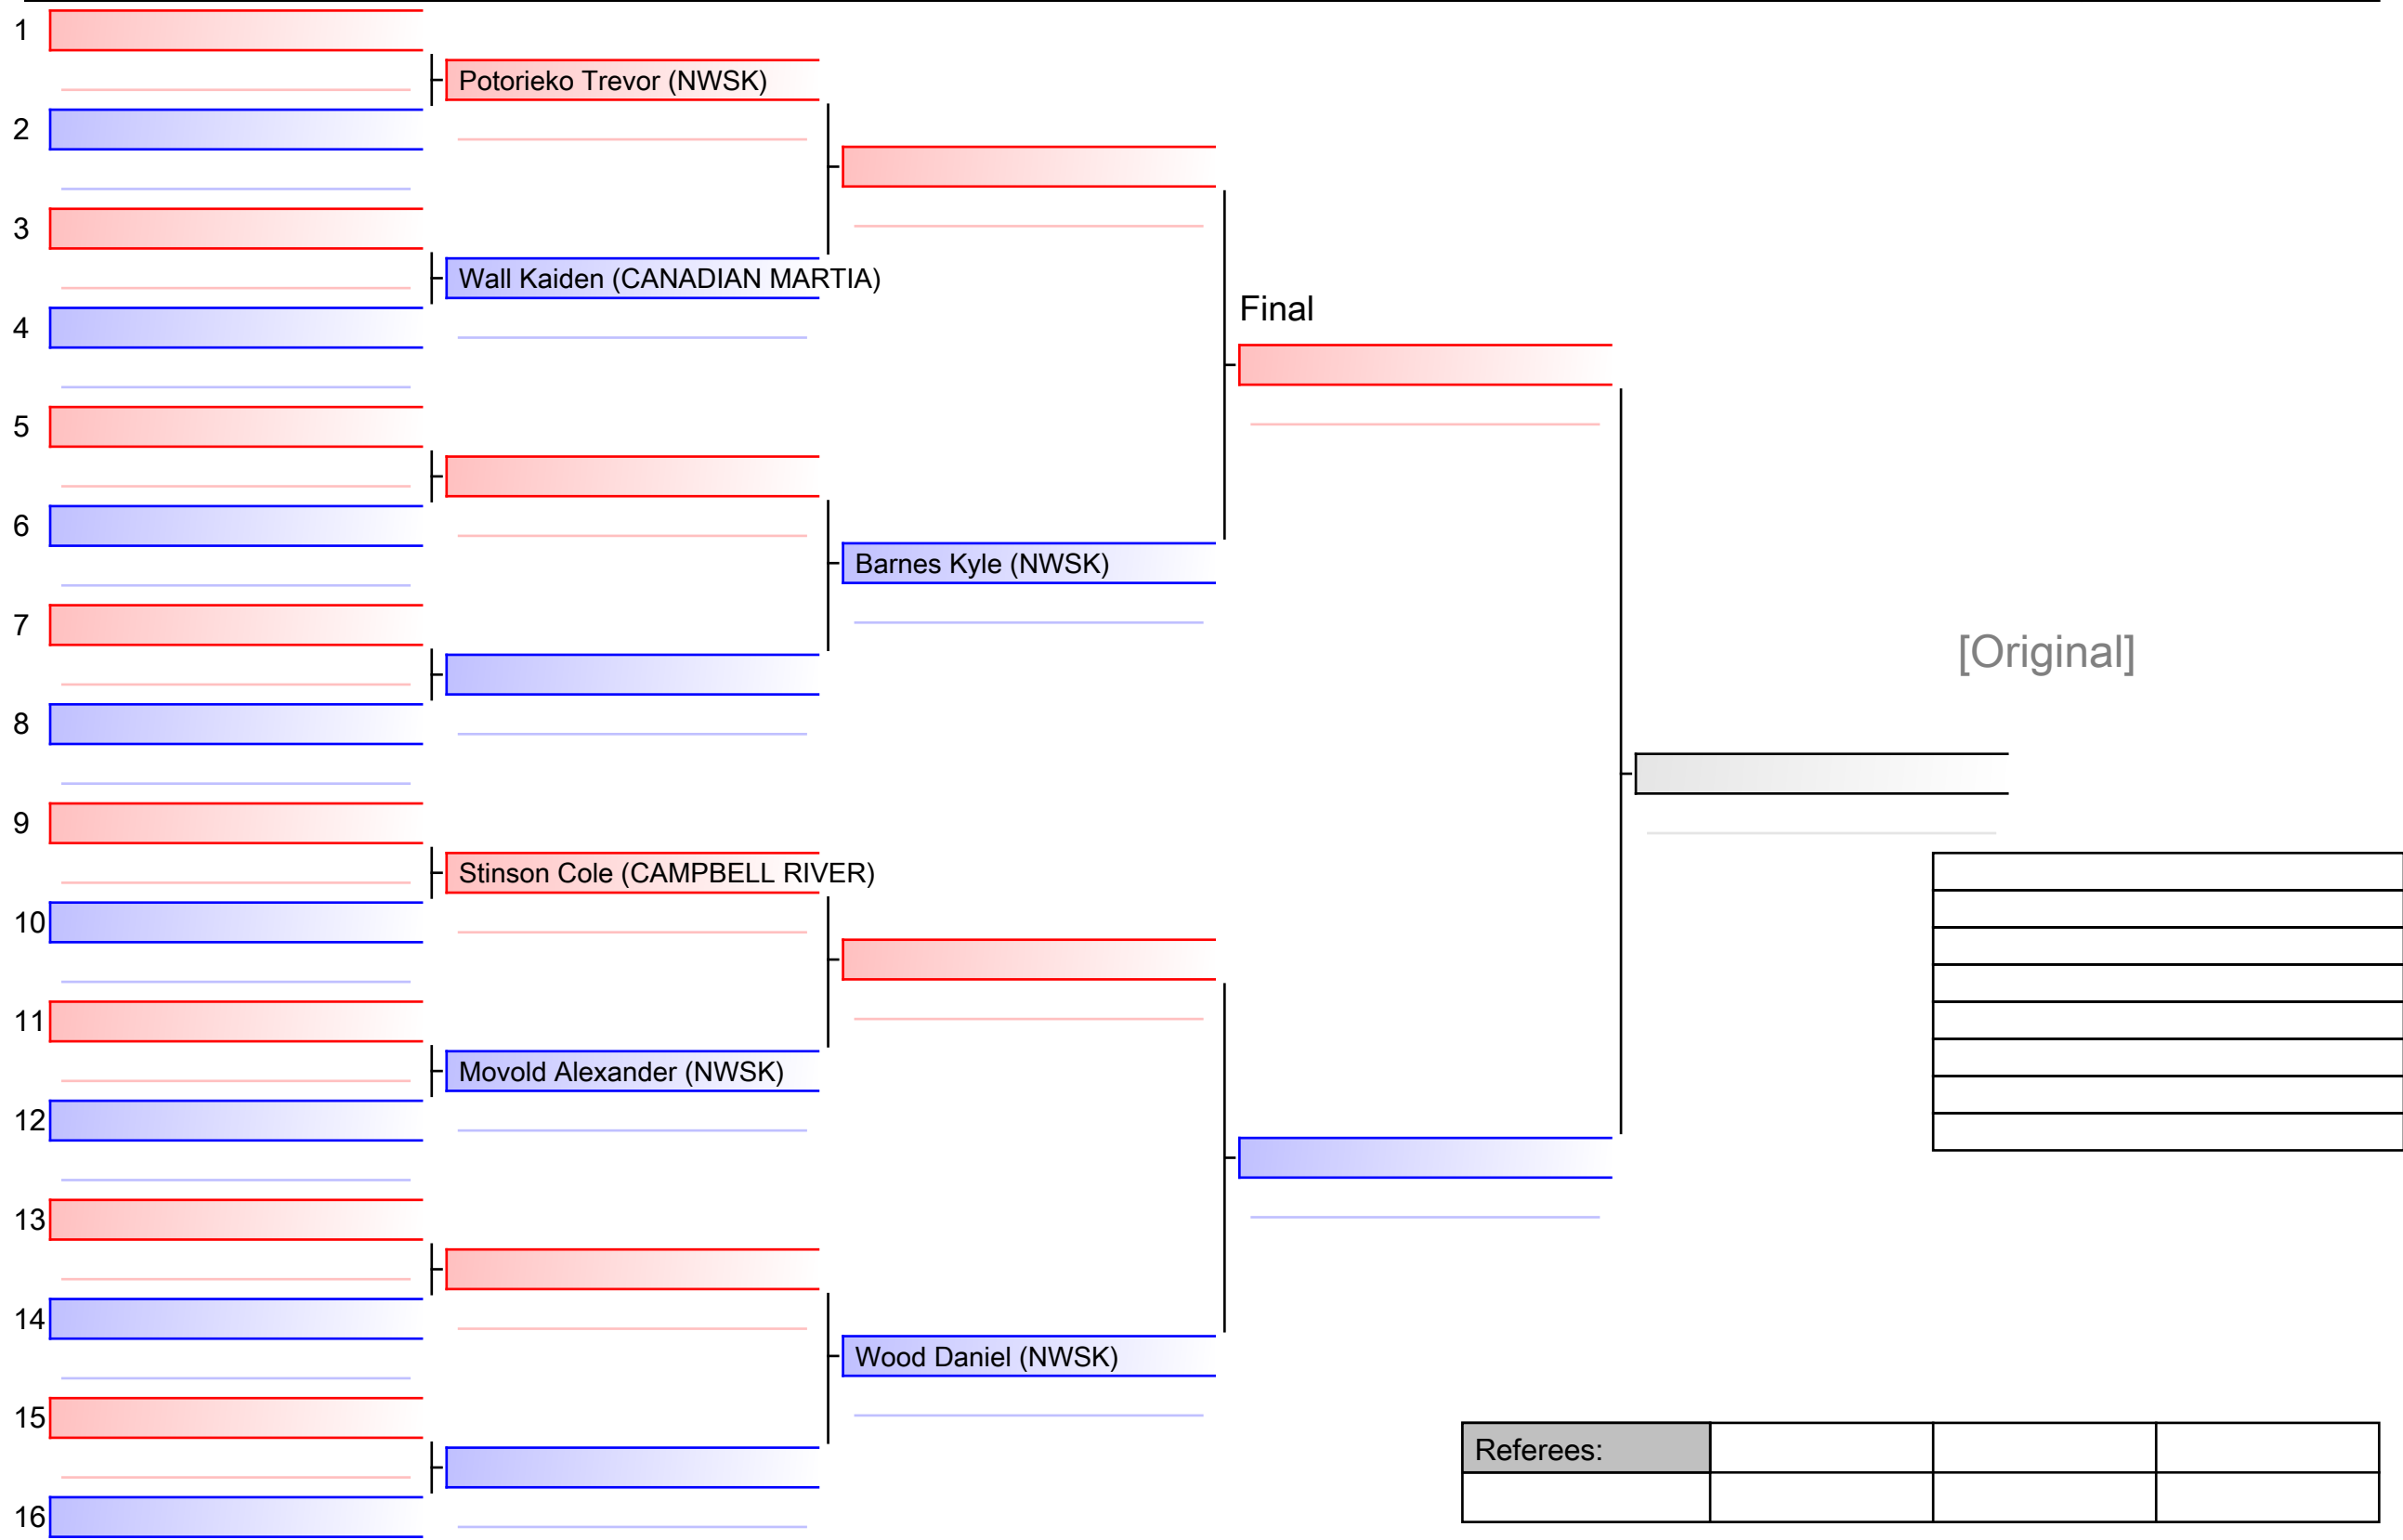 1
Potorieko Trevor (NWSK)
2
3
Wall Kaiden (CANADIAN MARTIA)
4
Final
5
6
Barnes Kyle (NWSK)
7
[Original]
8
9
Stinson Cole (CAMPBELL RIVER)
10
11
Movold Alexander (NWSK)
12
13
14
Wood Daniel (NWSK)
15
Referees:
16